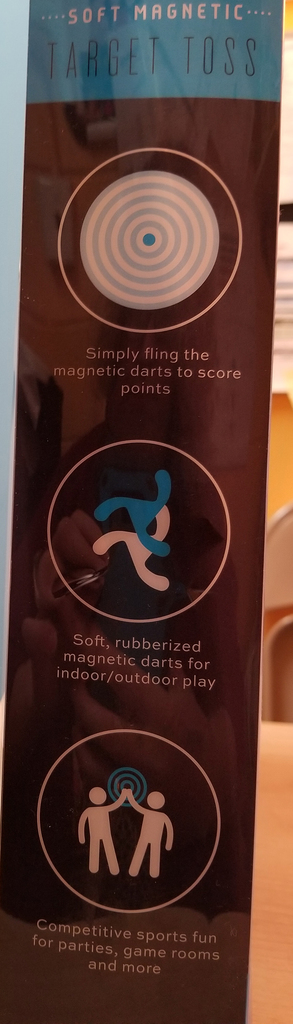 SOFT MAGNETIC
TARGET TOSS
Simply fling the
magnetic darts to score
points
Soft, rubberized
magnetic darts for
indoor/outdoor play
Competitive sports fun
for parties, game rooms
and more